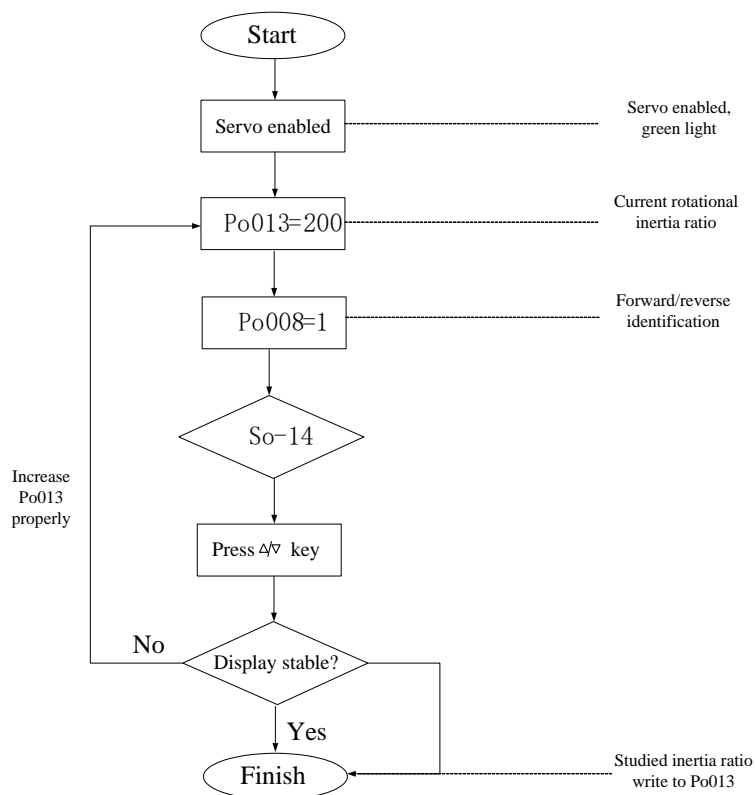 Start
Servo enabled
Servo enabled,
green light
Po013=200
Current rotational
inertia ratio
Po008=1
Forward/reverse
identification
So-14
Increase
Po013
properly
Press △/▽ key
Display stable?
No
Yes
Finish
Studied inertia ratio
write to Po013